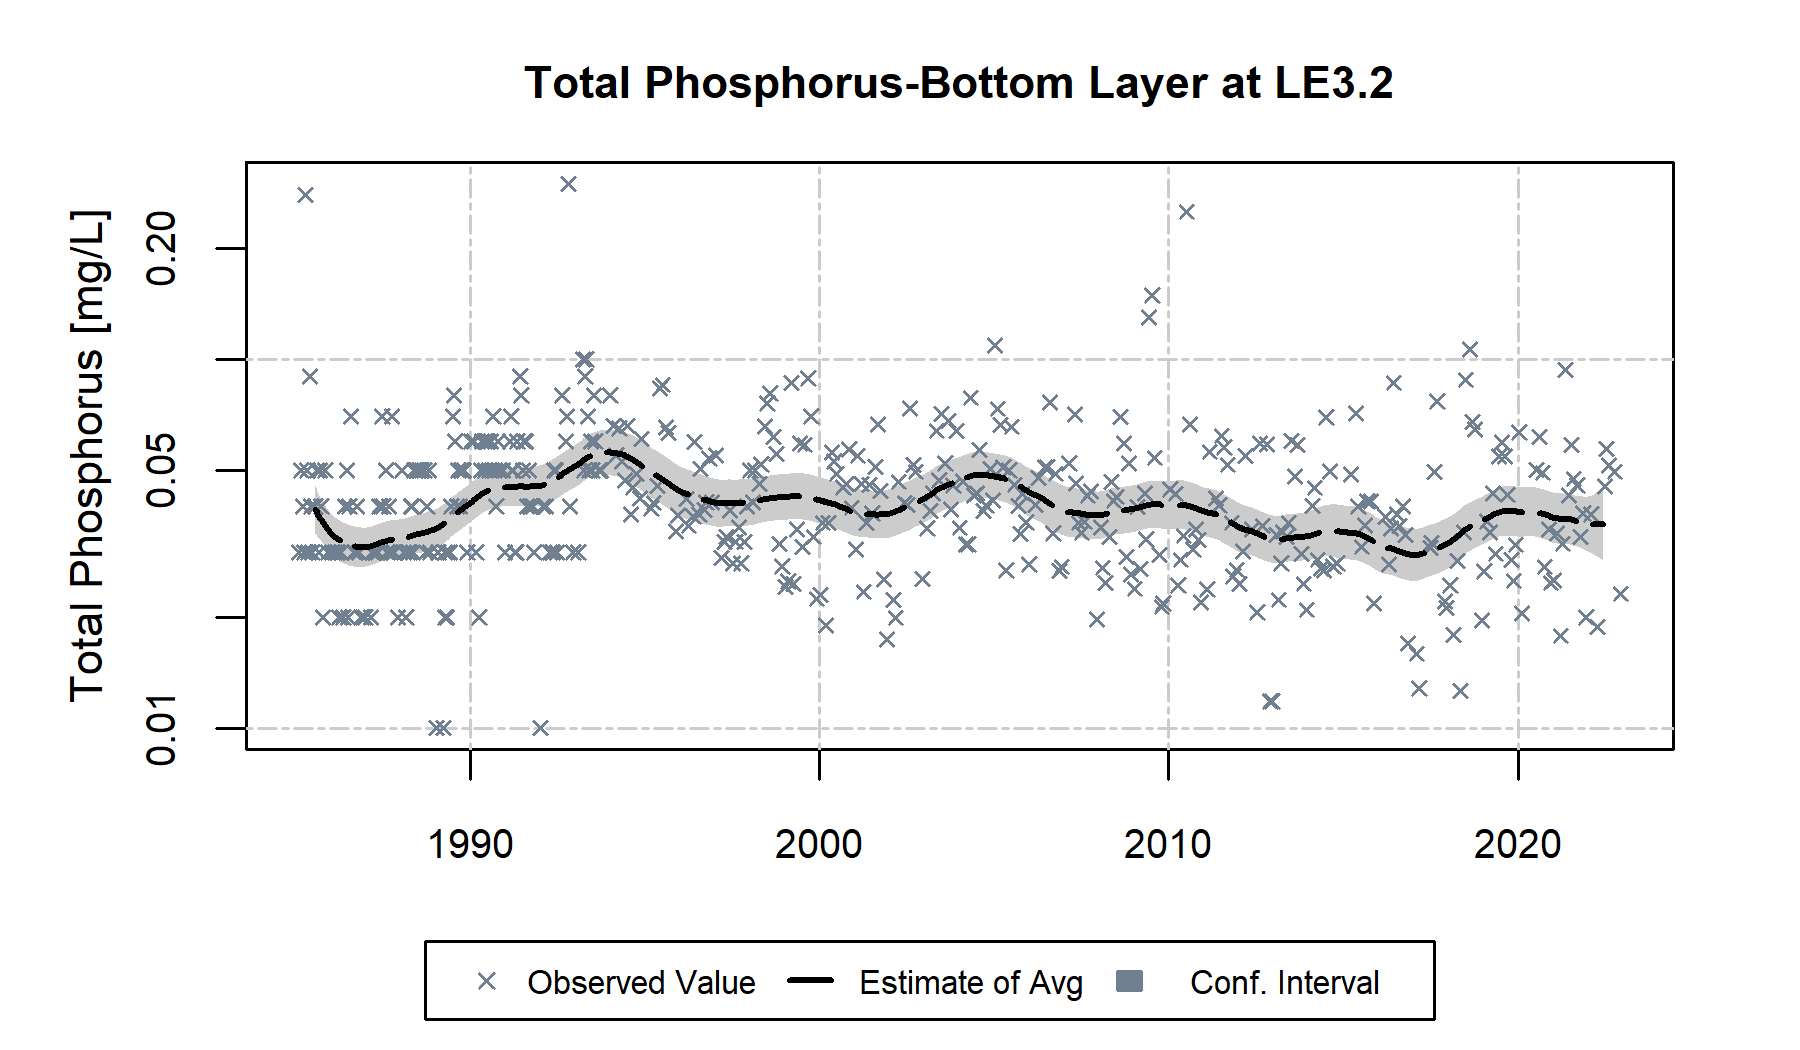 Total Phosphorus-Bottom Layer at LE3.2
Total Phosphorus [mg/L]
0.20
0.05
0.01
1990 2000 2010 2020
Observed Value Estimate of Avg Conf. Interval